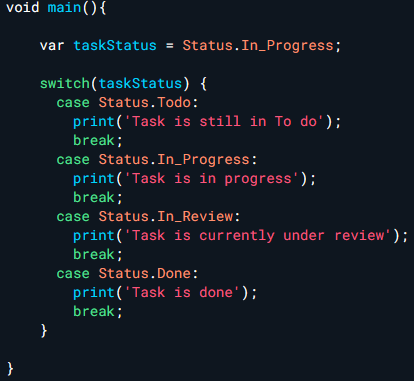 void main(){
    var taskStatus = Status.In_Progress;
    switch(taskStatus) {
      case Status.Todo:
        print('Task is still in To do');
        break;
      case Status.In_Progress:
        print('Task is in progress');
        break;
      case Status.In_Review:
        print('Task is currently under review');
        break;
      case Status.Done:
        print('Task is done');
        break;
    }
}